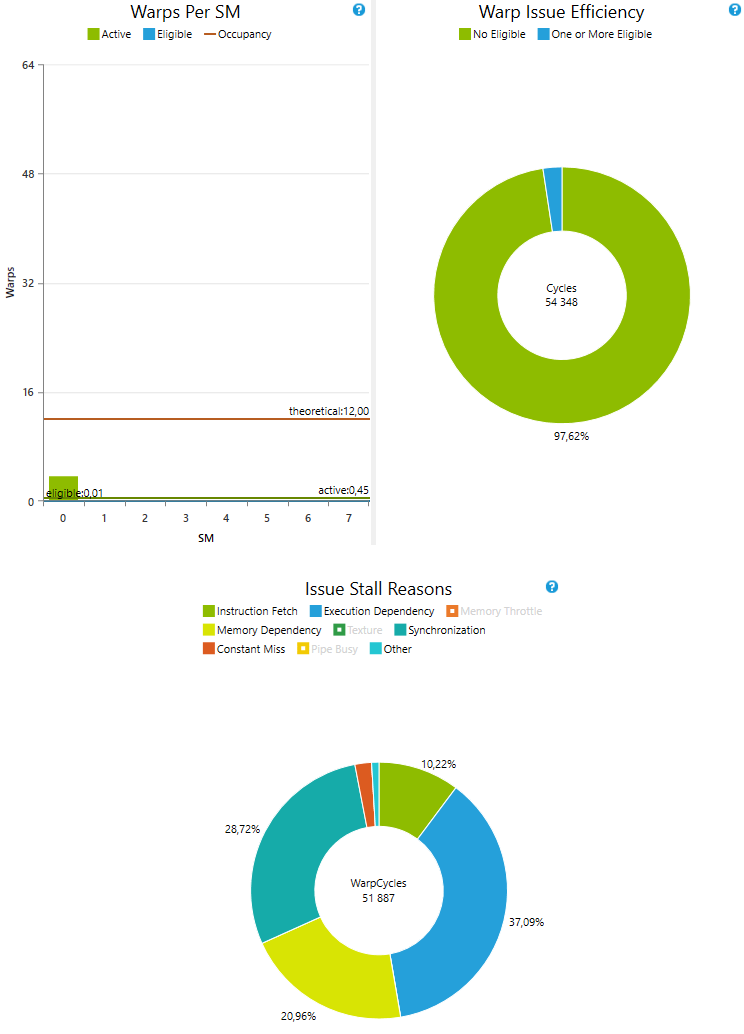 Warps Per SM
Active Eligible Occupancy
64
48
32
16
0
Warps
theoretical:12,00
eligible:0,01
active:0,45
0 1 2 3 4 5 6 7
SM
Warp Issue Efficiency
No Eligible One or More Eligible
Cycles
54 348
97,62%
Issue Stall Reasons
Instruction Fetch Execution Dependency Memory Throttle
Memory Dependency Texture Synchronization
Constant Miss Pipe Busy Other
10,22%
28,72%
WarpCycles
51 887
37,09%
20,96%